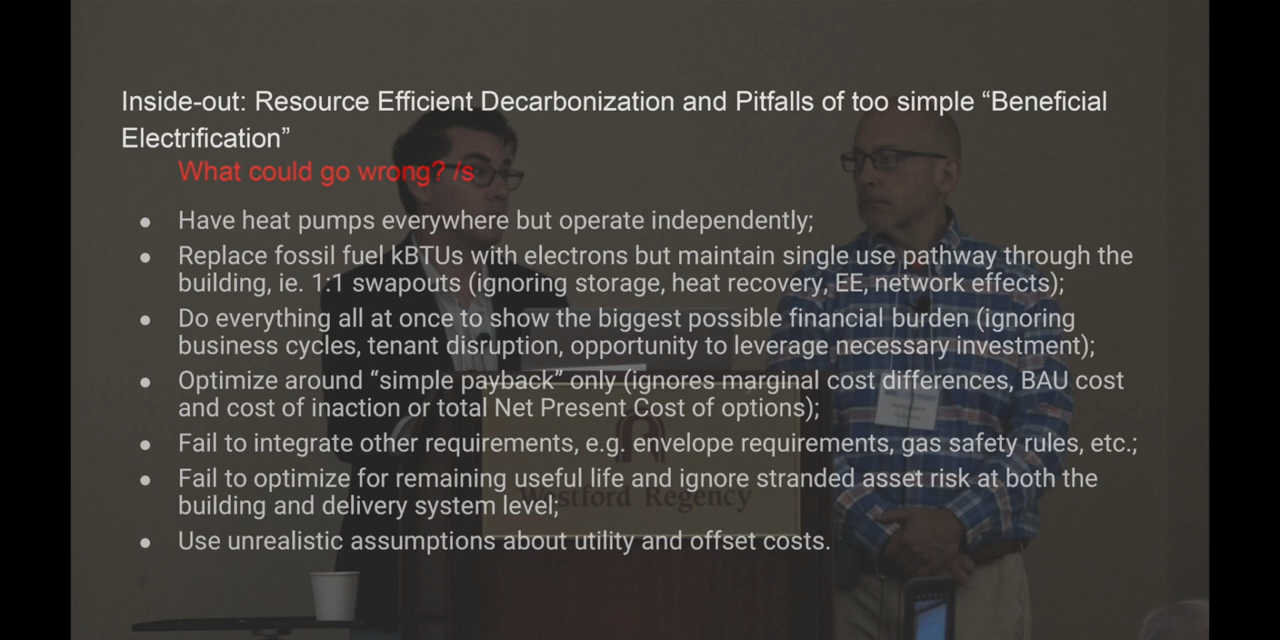 Inside-out: Resource Efficient Decarbonization and Pitfalls of too simple “Beneficial
Electrification”
What could go wrong? /s
● Have heat pumps everywhere but operate independently;
● Replace fossil fuel kBTUs with electrons but maintain single use pathway through the
building, ie. 1:1 swapouts (ignoring storage, heat recovery, EE, network effects);
● Do everything all at once to show the biggest possible financial burden (ignoring
business cycles, tenant disruption, opportunity to leverage necessary investment);
● Optimize around “simple payback” only (ignores marginal cost differences, BAU cost
and cost of inaction or total Net Present Cost of options);
● Fail to integrate other requirements, e.g. envelope requirements, gas safety rules, etc.;
● Fail to optimize for remaining useful life and ignore stranded asset risk at both the
building and delivery system level;
Westford Regency
● Use unrealistic assumptions about utility and offset costs.